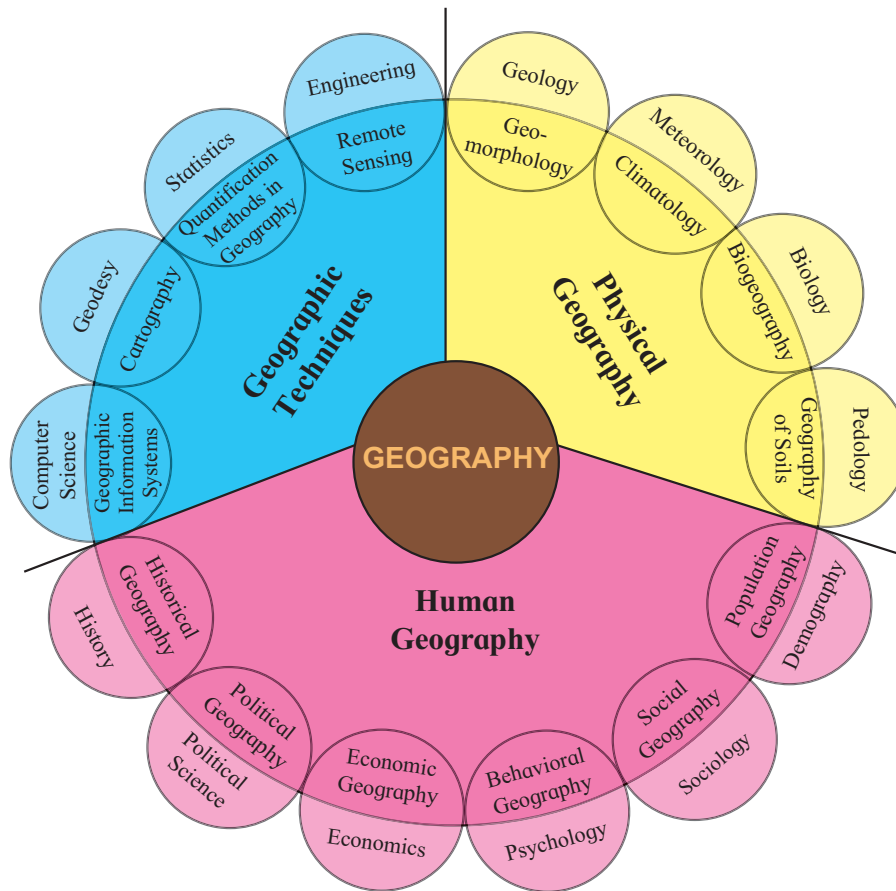 Engineering
Remote
Sensing
Statistics
Quantification
Methods in
Geography
Geodesy
Cartography
Computer
Science
Geographic
Information
Systems
Geographic
Techniques
Geology
Geo-
morphology
Meteorology
Climatology
Biology
Biogeography
Pedology
Geography
of Soils
Physical
Geography
GEOGRAPHY
Human
Geography
Historical
Geography
History
Political
Geography
Political
Science
Economic
Geography
Economics
Behavioral
Geography
Psychology
Social
Geography
Sociology
Population
Geography
Demography